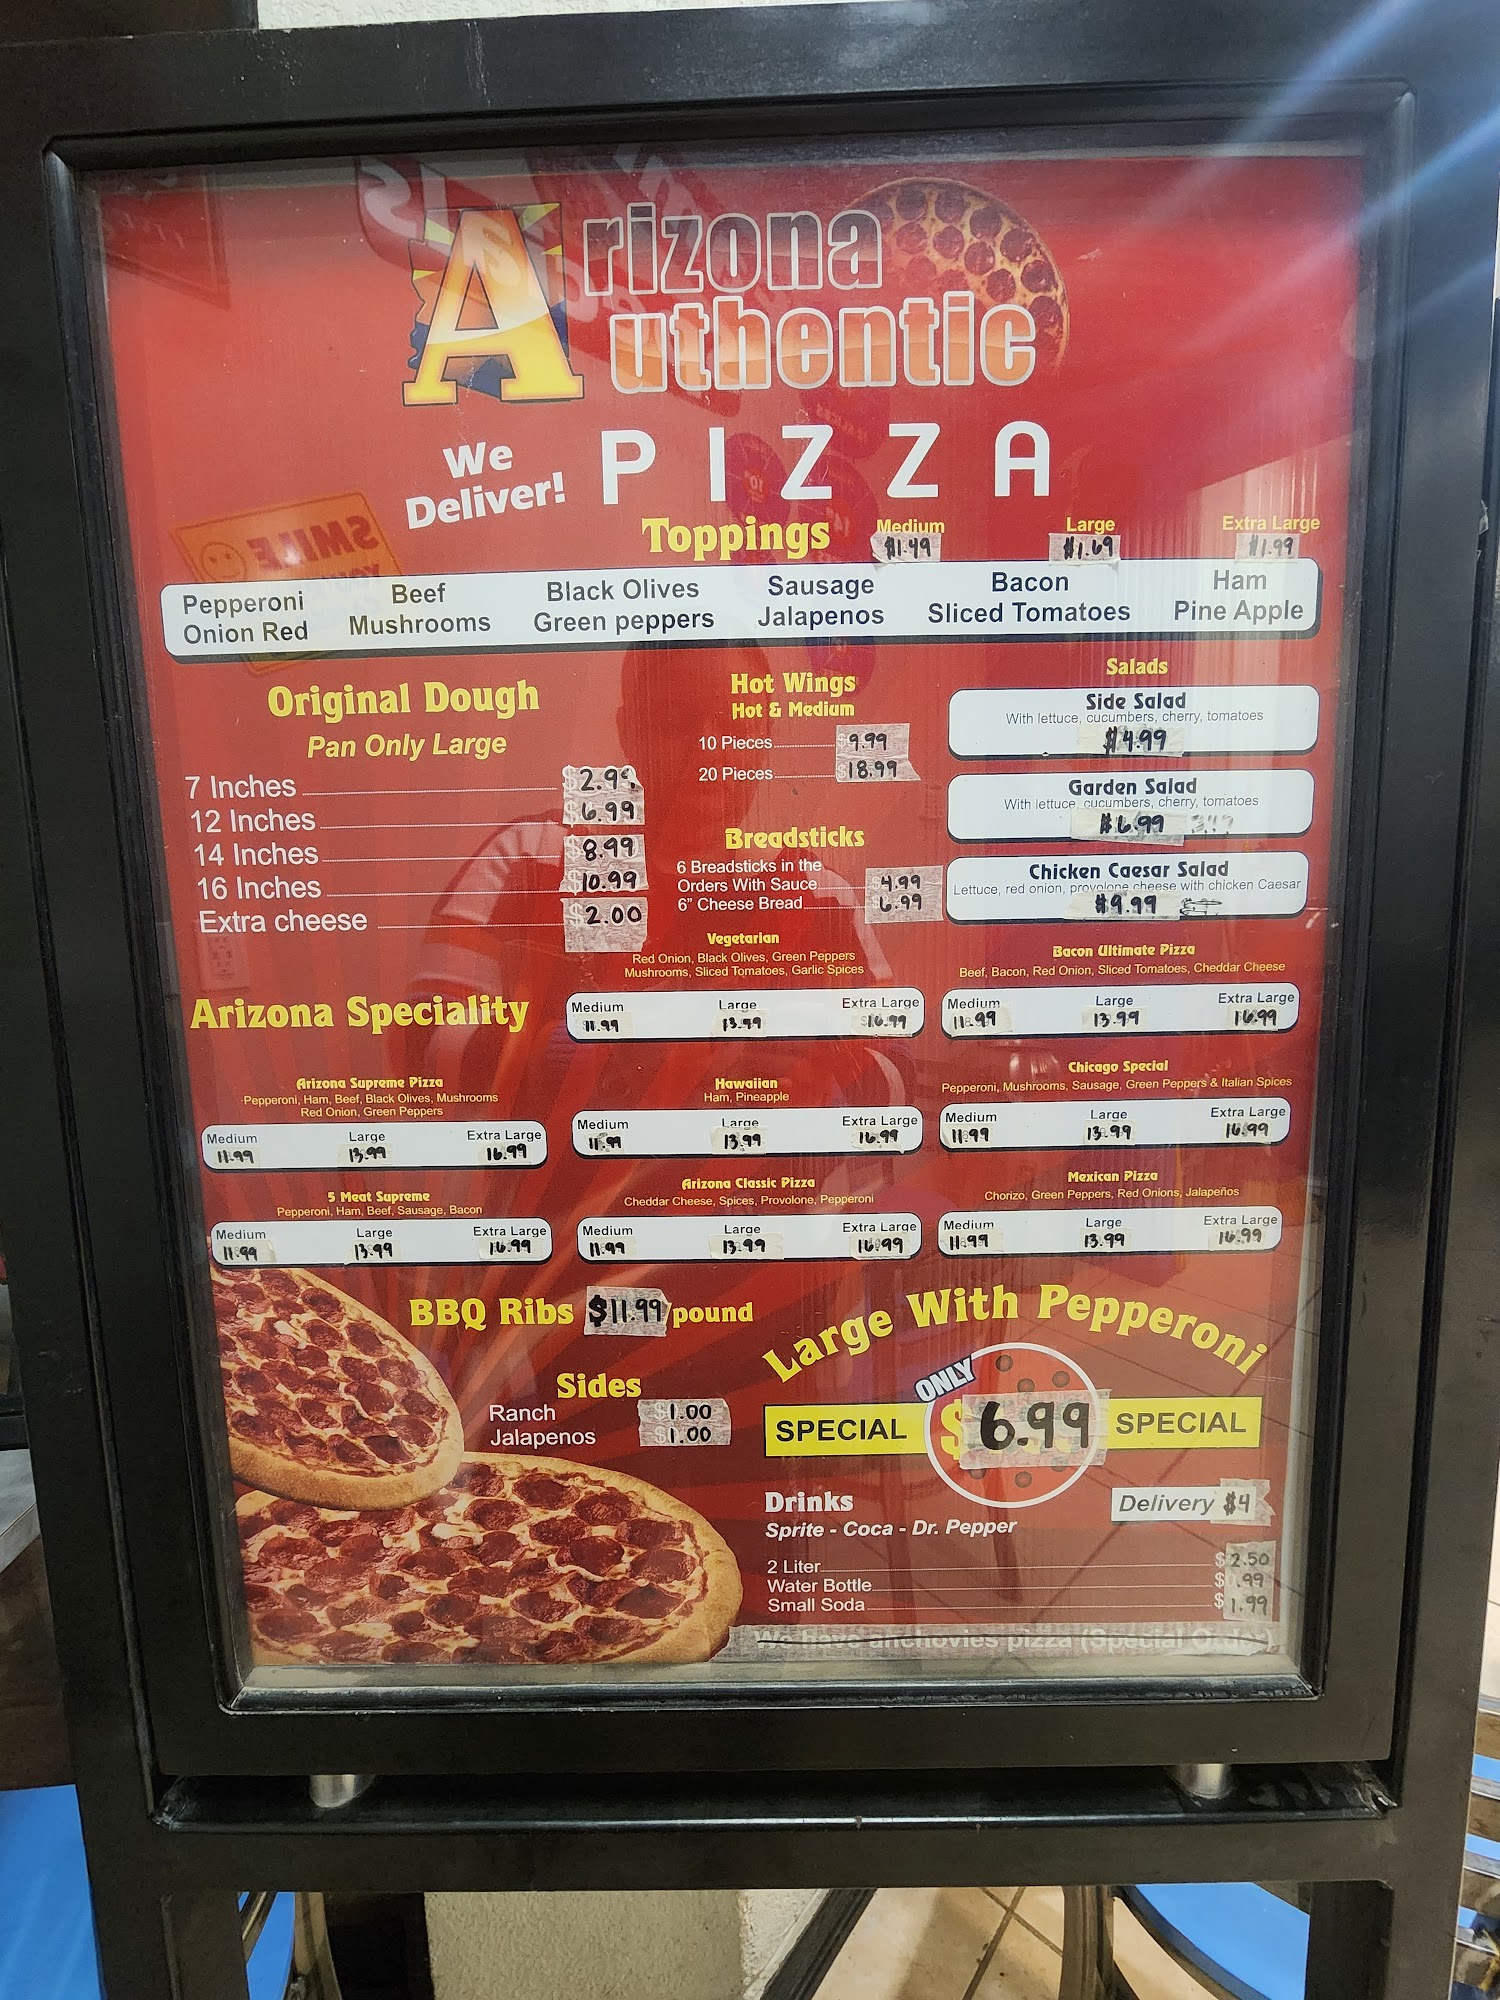 Arizona
Authentic
We
Deliver!
PIZZA
Toppings
Medium Large Extra Large
$1.49 $1.69 $1.99
Pepperoni Beef Black Olives Sausage Bacon Ham
Onion Red Mushrooms Green peppers Jalapenos Sliced Tomatoes Pine Apple
Original Dough
Pan Only Large
7 Inches $2.99
12 Inches $6.99
14 Inches 8.99
16 Inches $10.99
Extra cheese $2.00
Hot Wings
Hot & Medium
10 Pieces $9.99
20 Pieces $18.99
Breadsticks
6 Breadsticks in the
Orders With Sauce $4.99
6" Cheese Bread 6.99
Salads
Side Salad
With lettuce, cucumbers, cherry, tomatoes
$4.99
Garden Salad
With lettuce, cucumbers, cherry, tomatoes
$6.99
Chicken Caesar Salad
Lettuce, red onion, provolone cheese with chicken Caesar
$9.99
Arizona Speciality
Vegetarian
Red Onion, Black Olives, Green Peppers
Mushrooms, Sliced Tomatoes, Garlic Spices
Medium Large Extra Large
11.99 13.99 $16.99
Bacon Ultimate Pizza
Beef, Bacon, Red Onion, Sliced Tomatoes, Cheddar Cheese
Medium Large Extra Large
11.99 13.99 16.99
Arizona Supreme Pizza
Pepperoni, Ham, Beef, Black Olives, Mushrooms
Red Onion, Green Peppers
Medium Large Extra Large
11.99 13.99 16.99
Hawaiian
Ham, Pineapple
Medium Large Extra Large
11.99 13.99 16.99
Chicago Special
Pepperoni, Mushrooms, Sausage, Green Peppers & Italian Spices
Medium Large Extra Large
11.99 13.99 16.99
5 Meat Supreme
Pepperoni, Ham, Beef, Sausage, Bacon
Medium Large Extra Large
11.99 13.99 16.99
Arizona Classic Pizza
Cheddar Cheese, Spices, Provolone, Pepperoni
Medium Large Extra Large
11.99 13.99 16.99
Mexican Pizza
Chorizo, Green Peppers, Red Onions, Jalapeños
Medium Large Extra Large
11.99 13.99 16.99
BBQ Ribs $11.99 pound
Sides
Ranch $1.00
Jalapenos $1.00
Large With Pepperoni
ONLY
SPECIAL $6.99 SPECIAL
Drinks
Sprite - Coca - Dr. Pepper
Delivery $4
2 Liter $2.50
Water Bottle $.99
Small Soda $1.99
We have anchovies pizza (Special Order)
SMILE